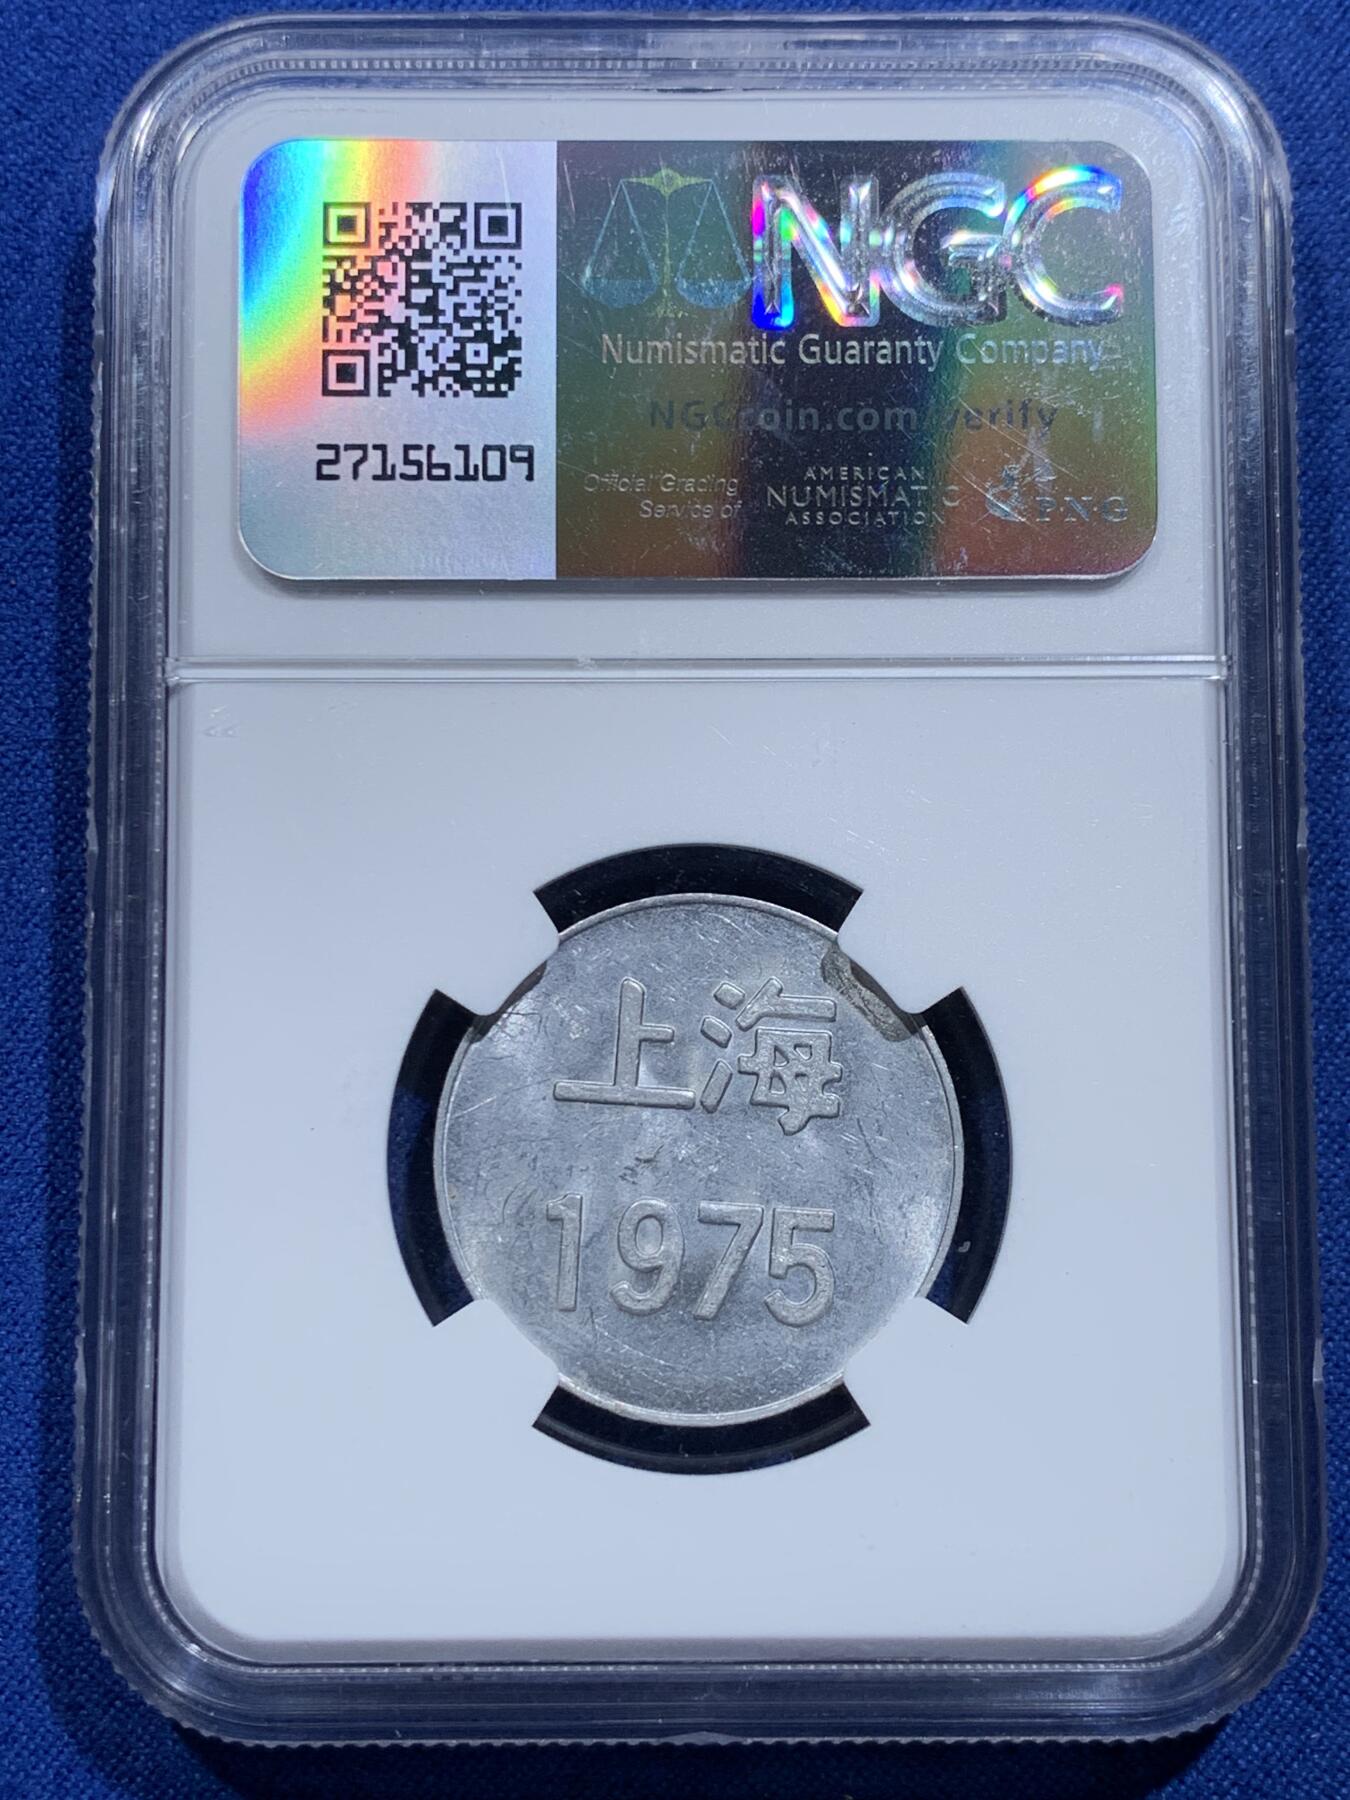 NGC
Numismatic Guaranty Company
NGCcoin.com/verify
27156109
Official Grading
Service of
AMERICAN
NUMISMATIC
ASSOCIATION
PNG
上海
1975